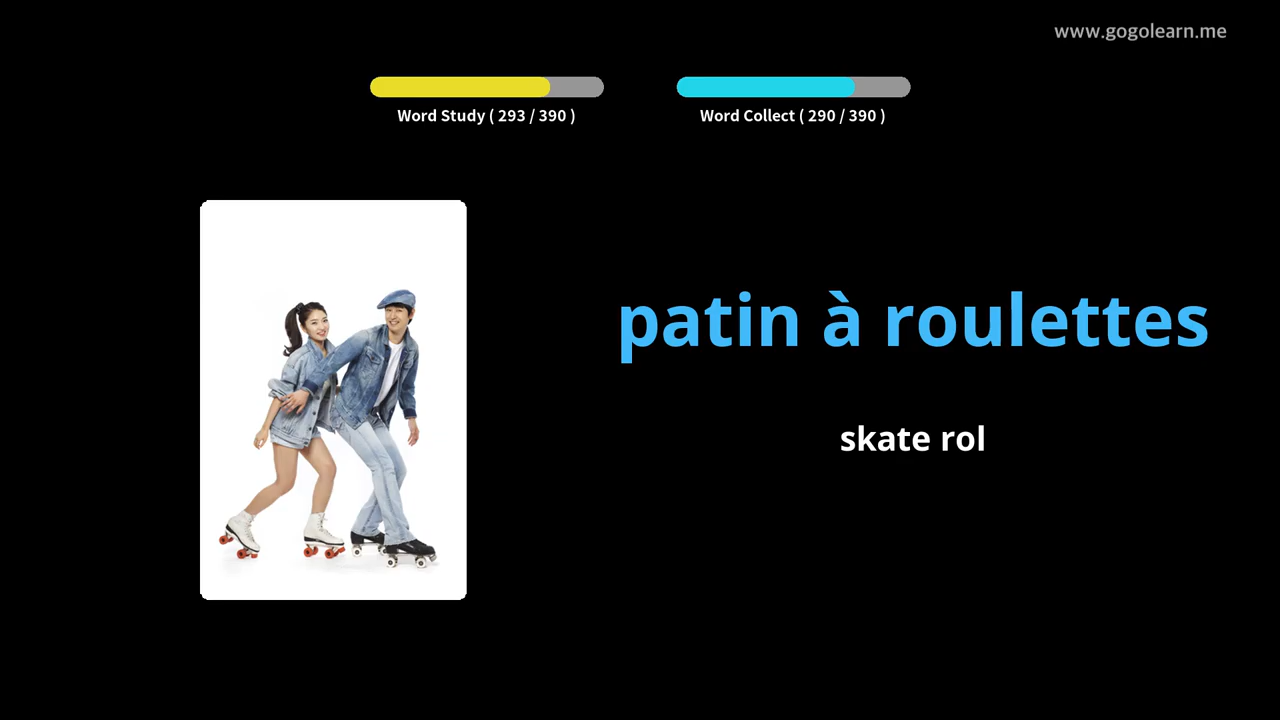 www.gogolearn.me
Word Study ( 293 / 390 )
Word Collect ( 290 / 390 )
patin à roulettes
skate rol